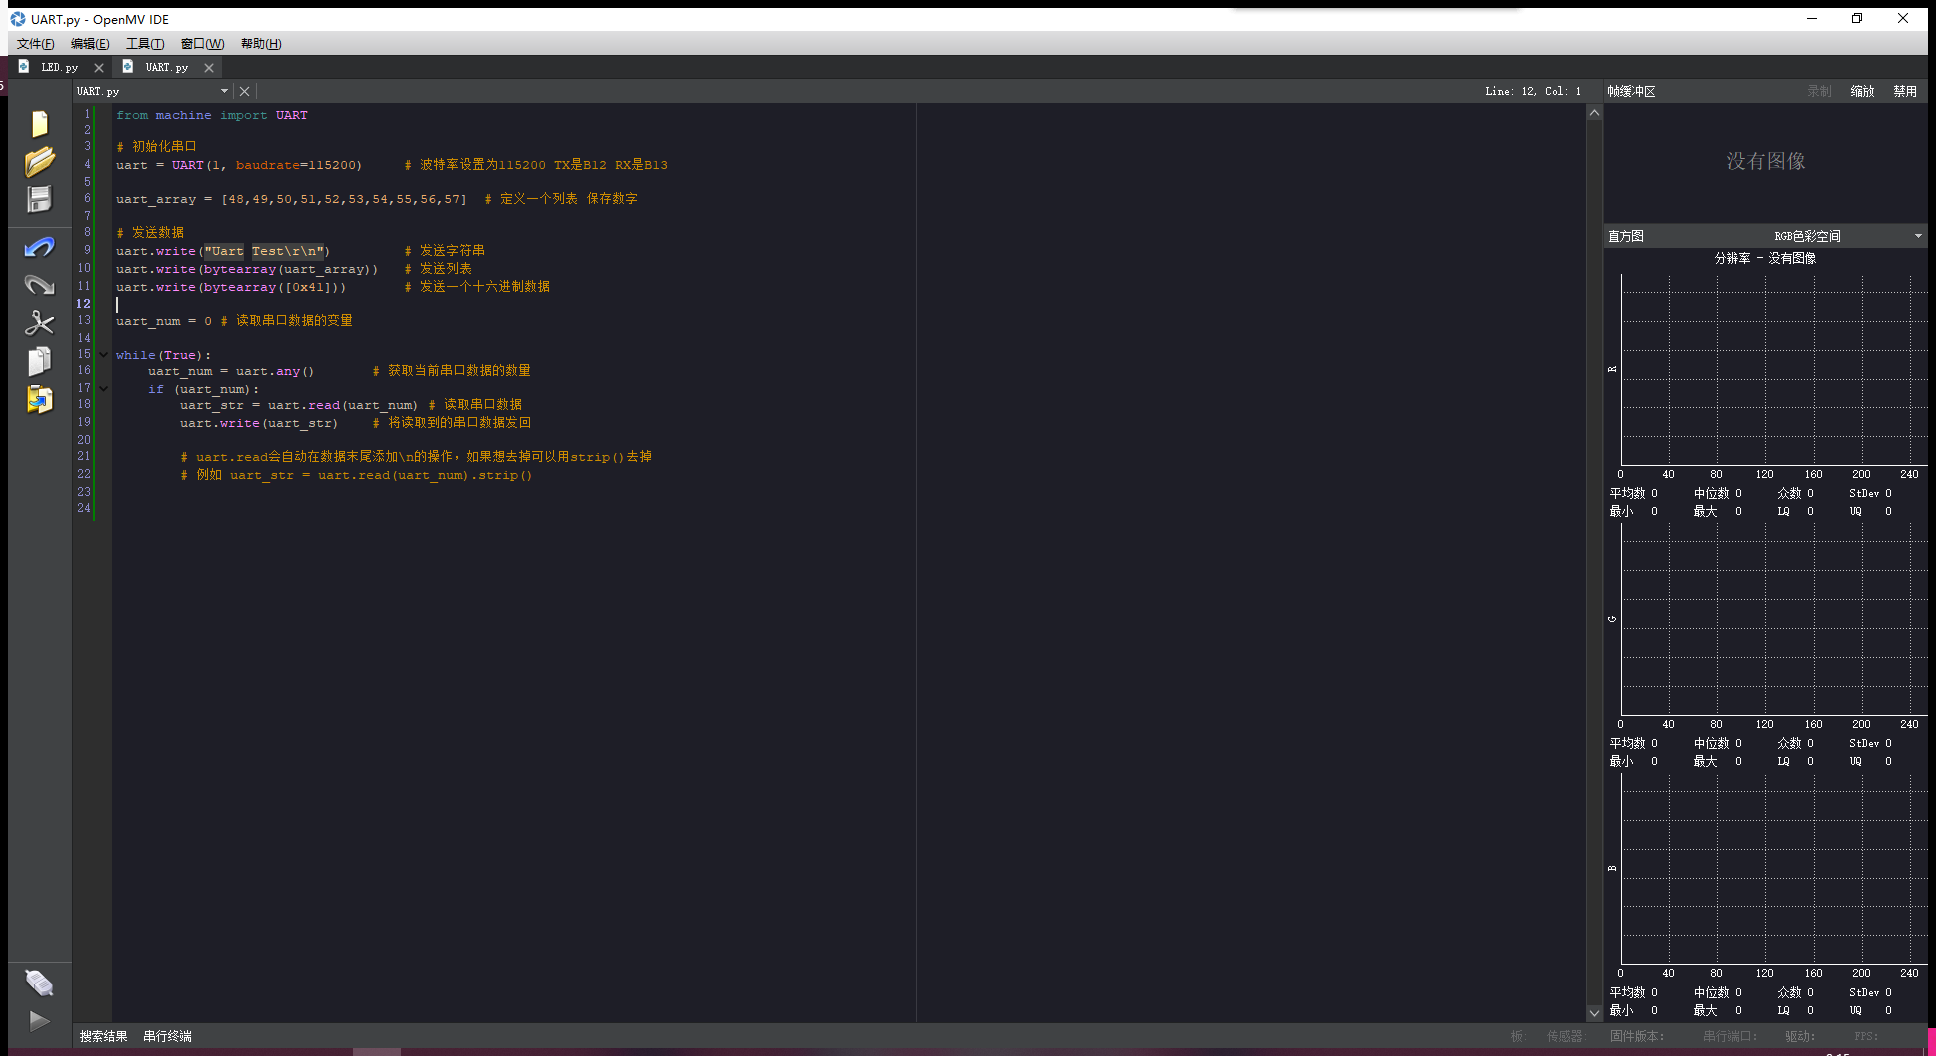 UART.py - OpenMV IDE
文件(F) 编辑(E) 工具(T) 窗口(W) 帮助(H)
LED.py UART.py
UART.py Line: 12, Col: 1 帧缓冲区 录制 缩放 禁用
1 from machine import UART
2
3 # 初始化串口
4 uart = UART(1, baudrate=115200) # 波特率设置为115200 TX是B12 RX是B13
5
6 uart_array = [48,49,50,51,52,53,54,55,56,57] # 定义一个列表 保存数字
7
8 # 发送数据
9 uart.write("Uart Test\r\n") # 发送字符串
10 uart.write(bytearray(uart_array)) # 发送列表
11 uart.write(bytearray([0x41])) # 发送一个十六进制数据
12
13 uart_num = 0 # 读取串口数据的变量
14
15 while(True):
16 uart_num = uart.any() # 获取当前串口数据的数量
17 if (uart_num):
18 uart_str = uart.read(uart_num) # 读取串口数据
19 uart.write(uart_str) # 将读取到的串口数据发回
20
21 # uart.read会自动在数据末尾添加\n的操作，如果想去掉可以用strip()去掉
22 # 例如 uart_str = uart.read(uart_num).strip()
23
24
没有图像
直方图 RGB色彩空间
分辨率 - 没有图像
R
0 40 80 120 160 200 240
平均数 0 中位数 0 众数 0 StDev 0
最小 0 最大 0 LQ 0 UQ 0
G
0 40 80 120 160 200 240
平均数 0 中位数 0 众数 0 StDev 0
最小 0 最大 0 LQ 0 UQ 0
B
0 40 80 120 160 200 240
平均数 0 中位数 0 众数 0 StDev 0
最小 0 最大 0 LQ 0 UQ 0
搜索结果 串行终端 板: 传感器: 固件版本: 串行端口: 驱动: FPS: